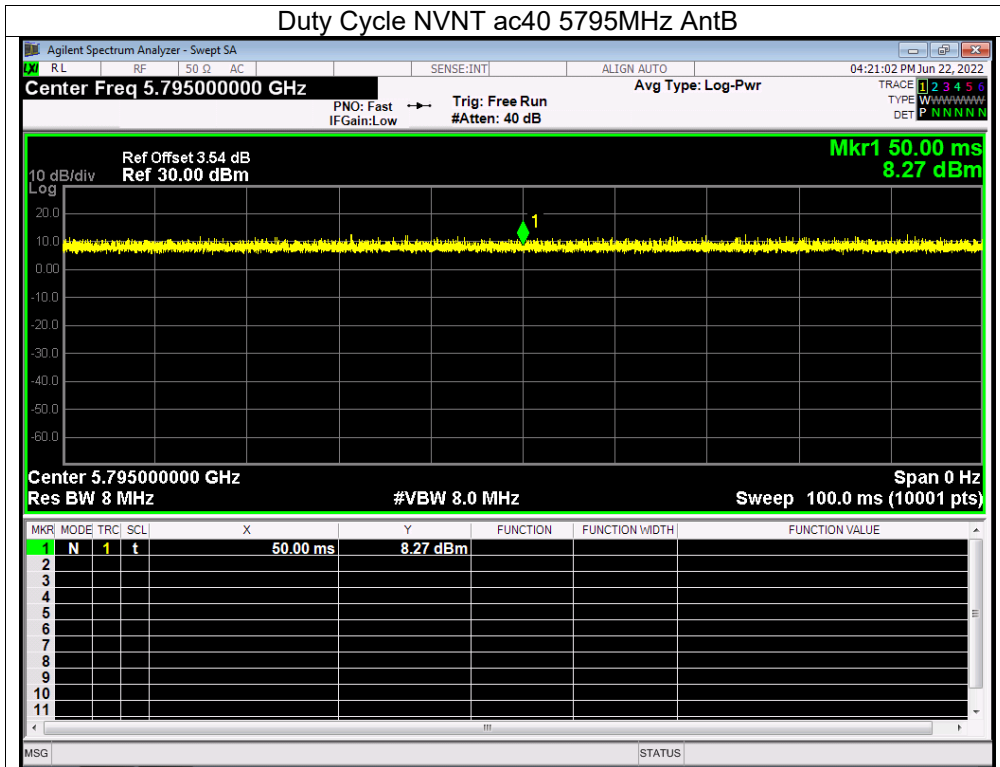 Duty Cycle NVNT ac40 5795MHz AntB
Agilent Spectrum Analyzer - Swept SA
LXI RL RF 50 Ω AC SENSE:INT ALIGN AUTO 04:21:02 PM Jun 22, 2022
Center Freq 5.795000000 GHz Avg Type: Log-Pwr TRACE 1 2 3 4 5 6
PNO: Fast Trig: Free Run TYPE WWWWWW
IFGain:Low #Atten: 40 dB DET P N N N N N
Mkr1 50.00 ms
Ref Offset 3.54 dB
10 dB/div Ref 30.00 dBm 8.27 dBm
Log
20.0
1
10.0
0.00
-10.0
-20.0
-30.0
-40.0
-50.0
-60.0
Center 5.795000000 GHz Span 0 Hz
Res BW 8 MHz #VBW 8.0 MHz Sweep 100.0 ms (10001 pts)
MKR MODE TRC SCL X Y FUNCTION FUNCTION WIDTH FUNCTION VALUE
1 N 1 t 50.00 ms 8.27 dBm
2
3
4
5
6
7
8
9
10
11
MSG STATUS